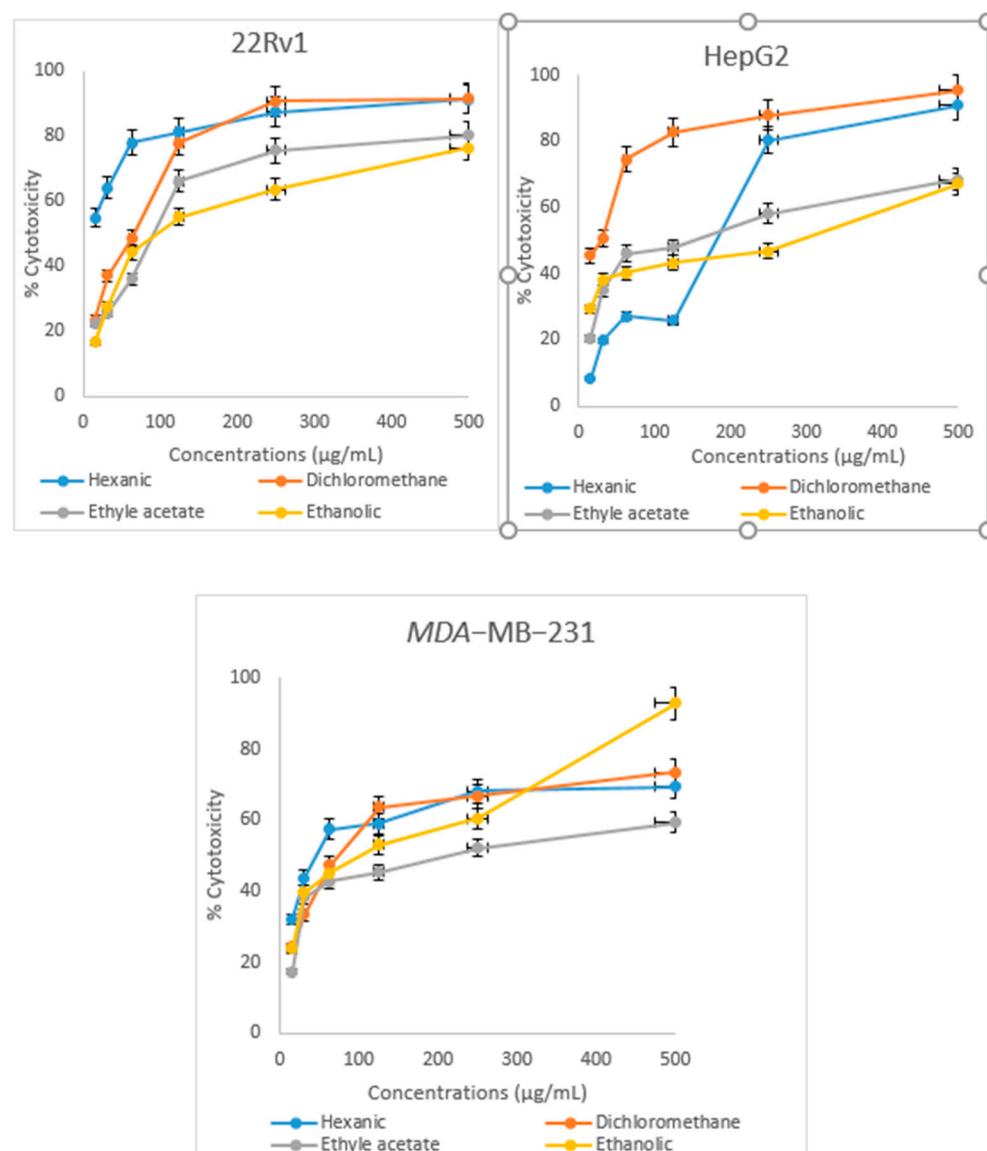 22Rv1
100
80
60
40
20
0
% Cytotoxicity
0 100 200 300 400 500
Concentrations (µg/mL)
Hexanic Dichloromethane
Ethyle acetate Ethanolic
HepG2
100
80
60
40
20
0
% Cytotoxicity
0 100 200 300 400 500
Concentrations (µg/mL)
Hexanic Dichloromethane
Ethyle acetate Ethanolic
MDA−MB−231
100
80
60
40
20
0
% Cytotoxicity
0 100 200 300 400 500
Concentrations (µg/mL)
Hexanic Dichloromethane
Ethyle acetate Ethanolic